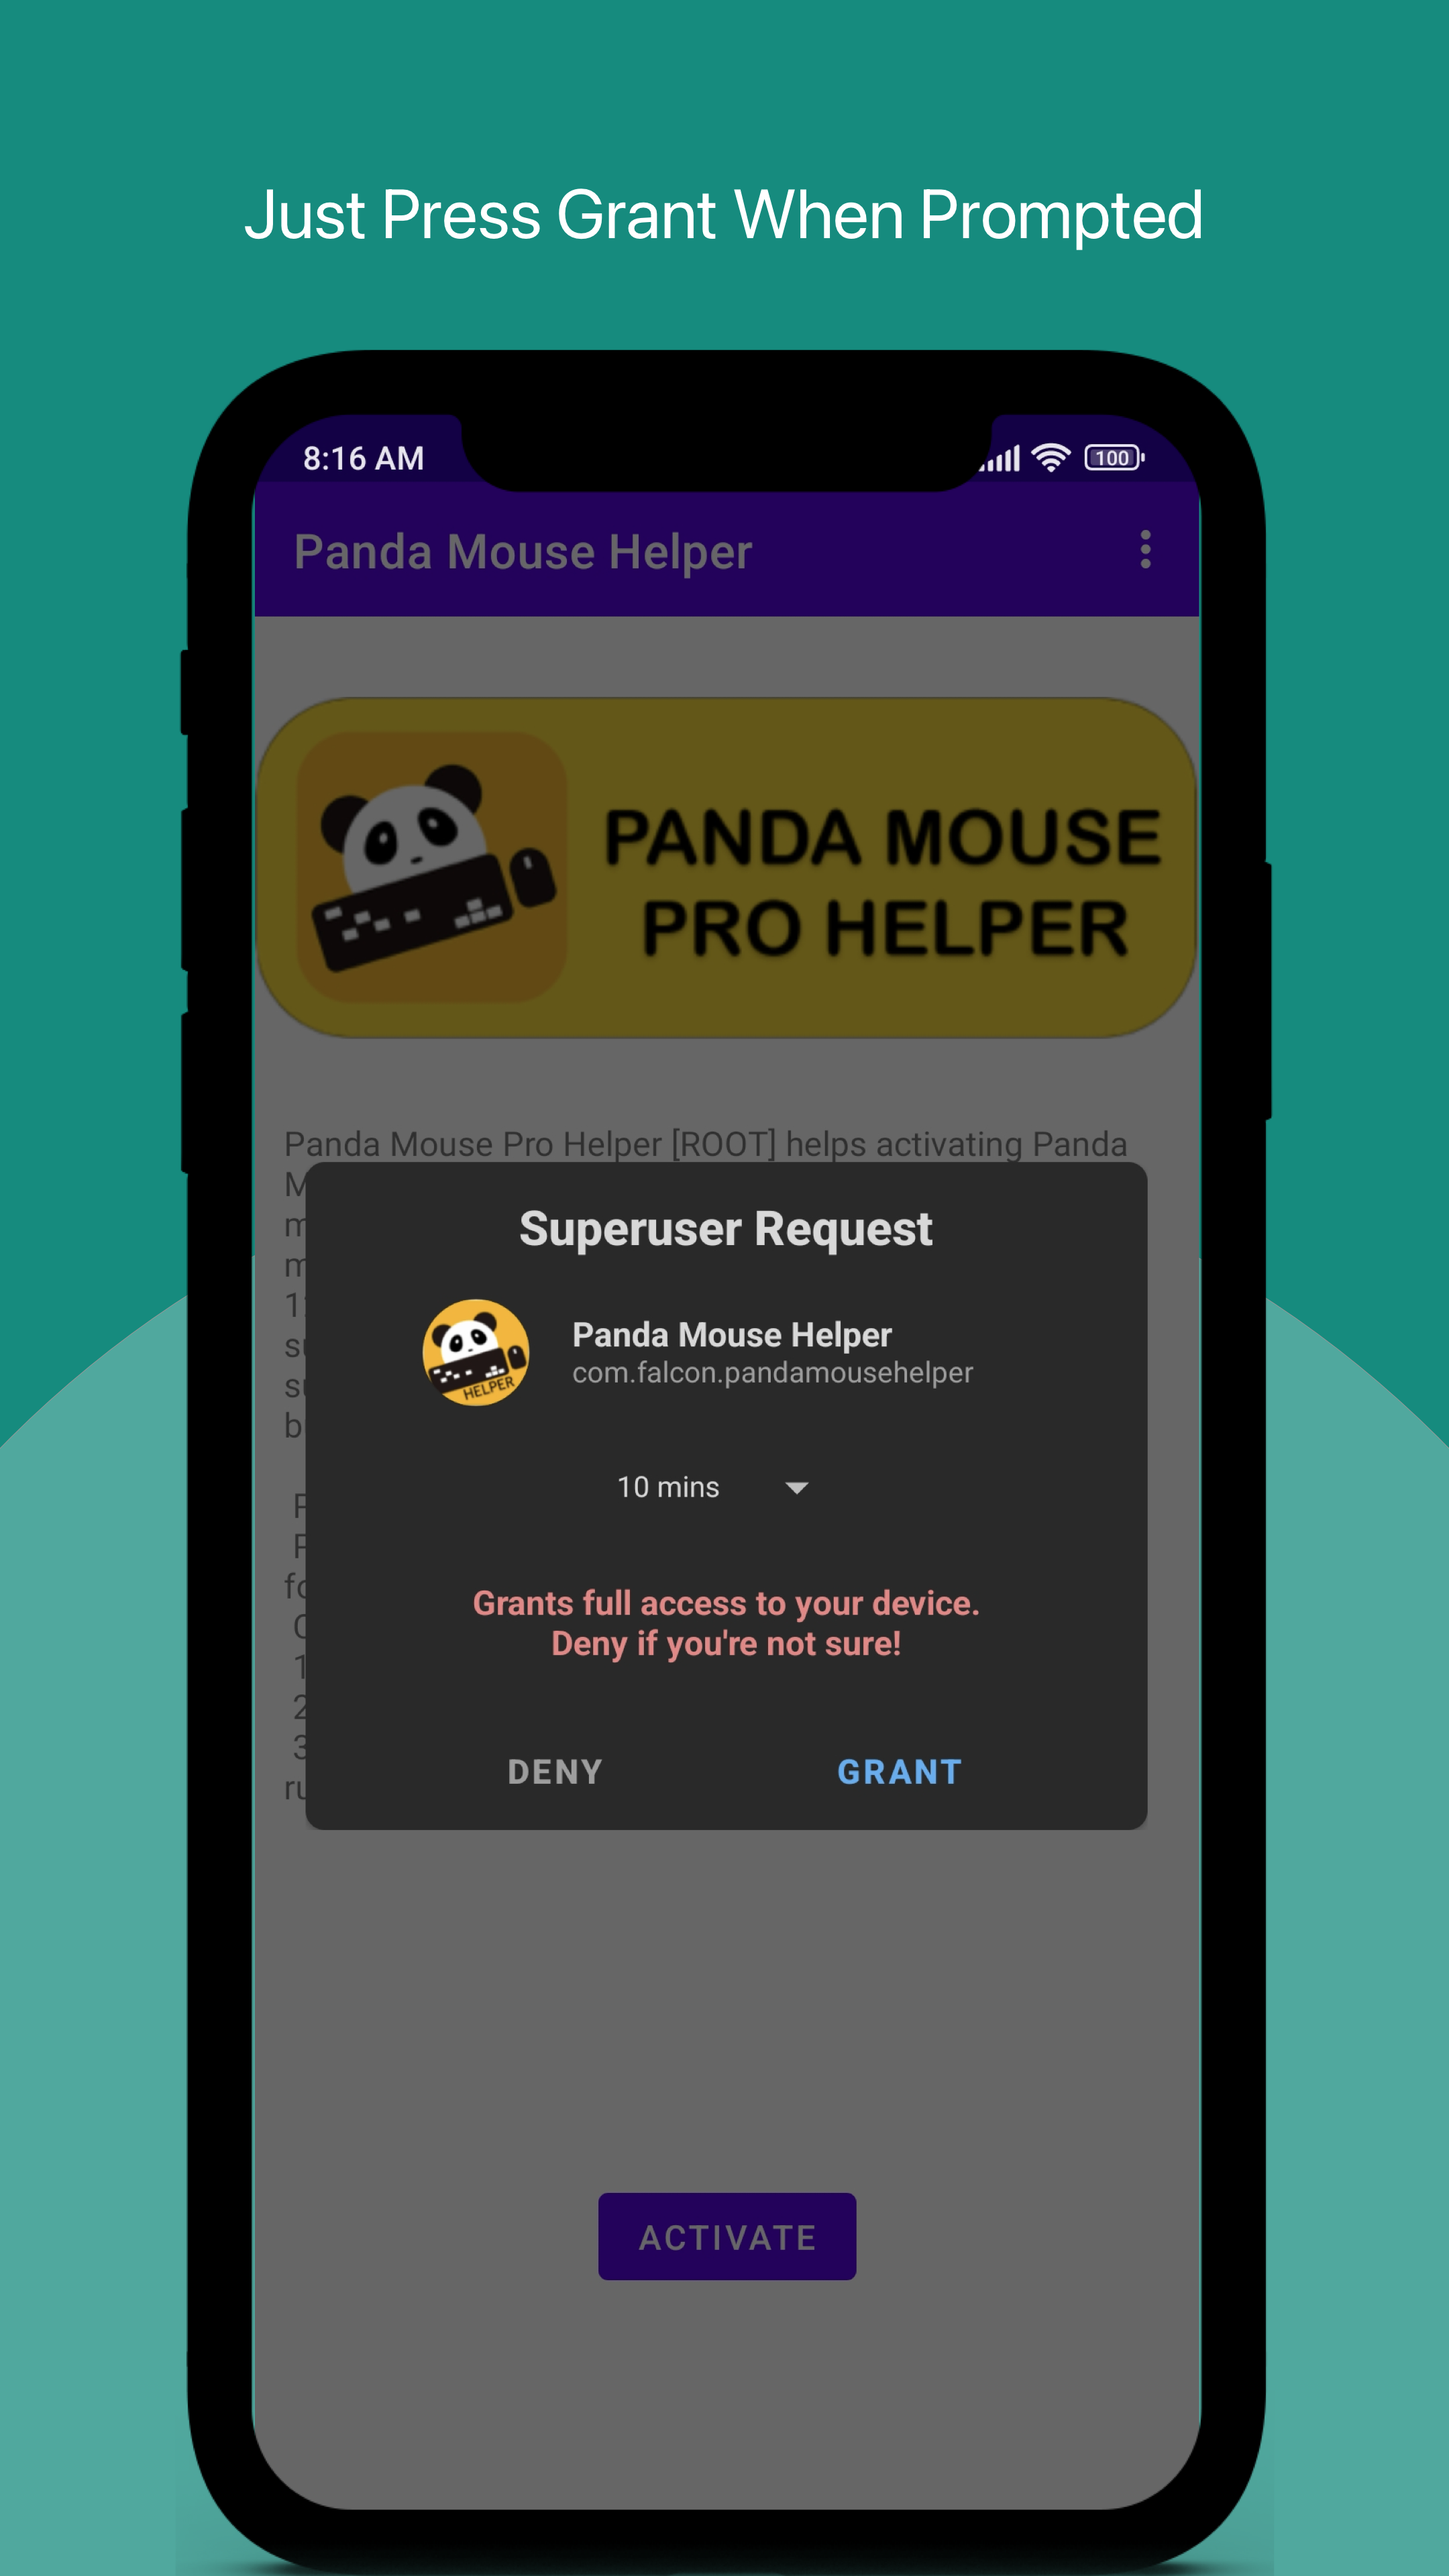 Just Press Grant When Prompted
8:16 AM
100
Panda Mouse Helper
PANDA MOUSE
PRO HELPER
Panda Mouse Pro Helper [ROOT] helps activating Panda
Superuser Request
Panda Mouse Helper
com.falcon.pandamousehelper
HELPER
10 mins
Grants full access to your device.
Deny if you're not sure!
DENY
GRANT
ACTIVATE